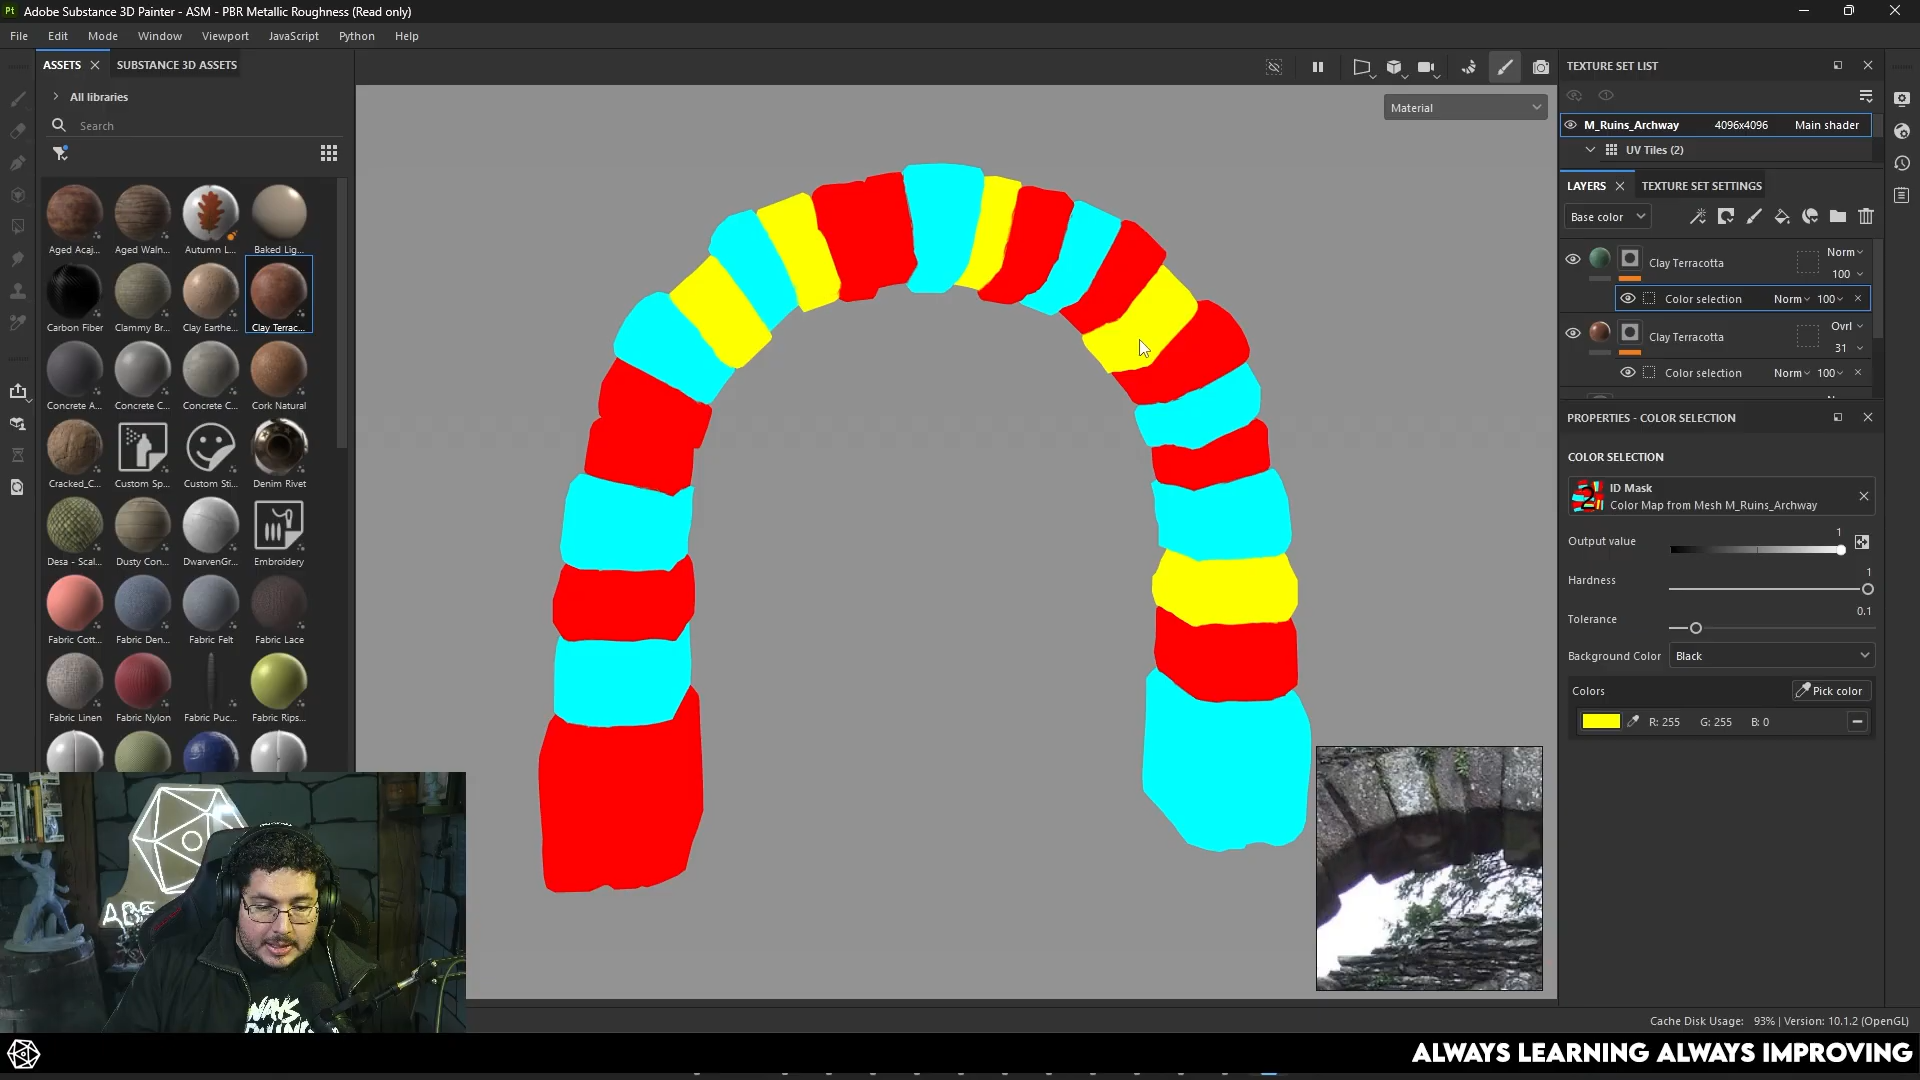 Pt Adobe Substance 3D Painter - ASM - PBR Metallic Roughness (Read only)
File Edit Mode Window Viewport JavaScript Python Help
ASSETS SUBSTANCE 3D ASSETS
All libraries
Search
Aged Acaj... Aged Waln... Autumn L... Baked Lig...
Carbon Fiber Clammy Br... Clay Earthe... Clay Terrac...
Concrete A... Concrete C... Concrete C... Cork Natural
Cracked_C... Custom Sp... Custom Sti... Denim Rivet
Desa - Scal... Dusty Con... DwarvenGr... Embroidery
Fabric Cott... Fabric Den... Fabric Felt Fabric Lace
Fabric Linen Fabric Nylon Fabric Puc... Fabric Rips...
Material
TEXTURE SET LIST
M_Ruins_Archway 4096x4096 Main shader
UV Tiles (2)
LAYERS TEXTURE SET SETTINGS
Base color
Clay Terracotta Norm
100
Color selection Norm 100
Clay Terracotta Ovrl
31
Color selection Norm 100
PROPERTIES - COLOR SELECTION
COLOR SELECTION
ID Mask
Color Map from Mesh M_Ruins_Archway
Output value 1
Hardness 1
Tolerance 0.1
Background Color Black
Colors Pick color
R: 255 G: 255 B: 0
Cache Disk Usage: 93% | Version: 10.1.2 (OpenGL)
ALWAYS LEARNING ALWAYS IMPROVING